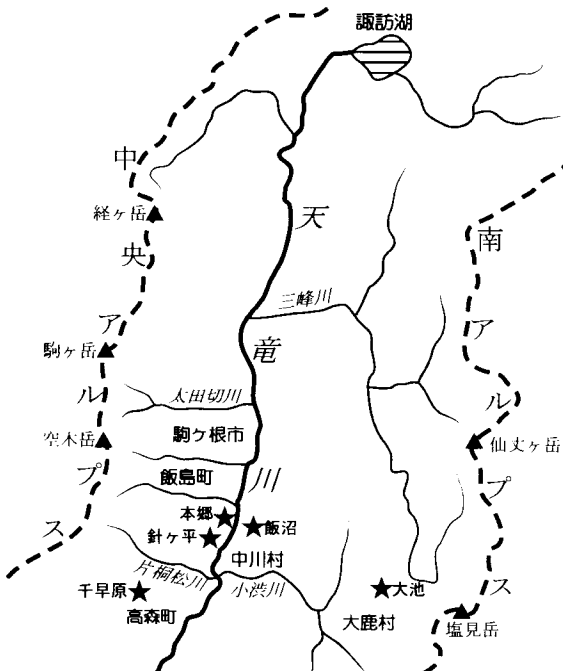 諏訪湖
中央アルプス
天竜川
南アルプス
経ヶ岳
三峰川
駒ヶ岳
太田切川
駒ケ根市
空木岳
仙丈ヶ岳
飯島町
本郷
飯沼
針ヶ平
中川村
片桐松川
小渋川
千早原
高森町
大池
大鹿村
塩見岳